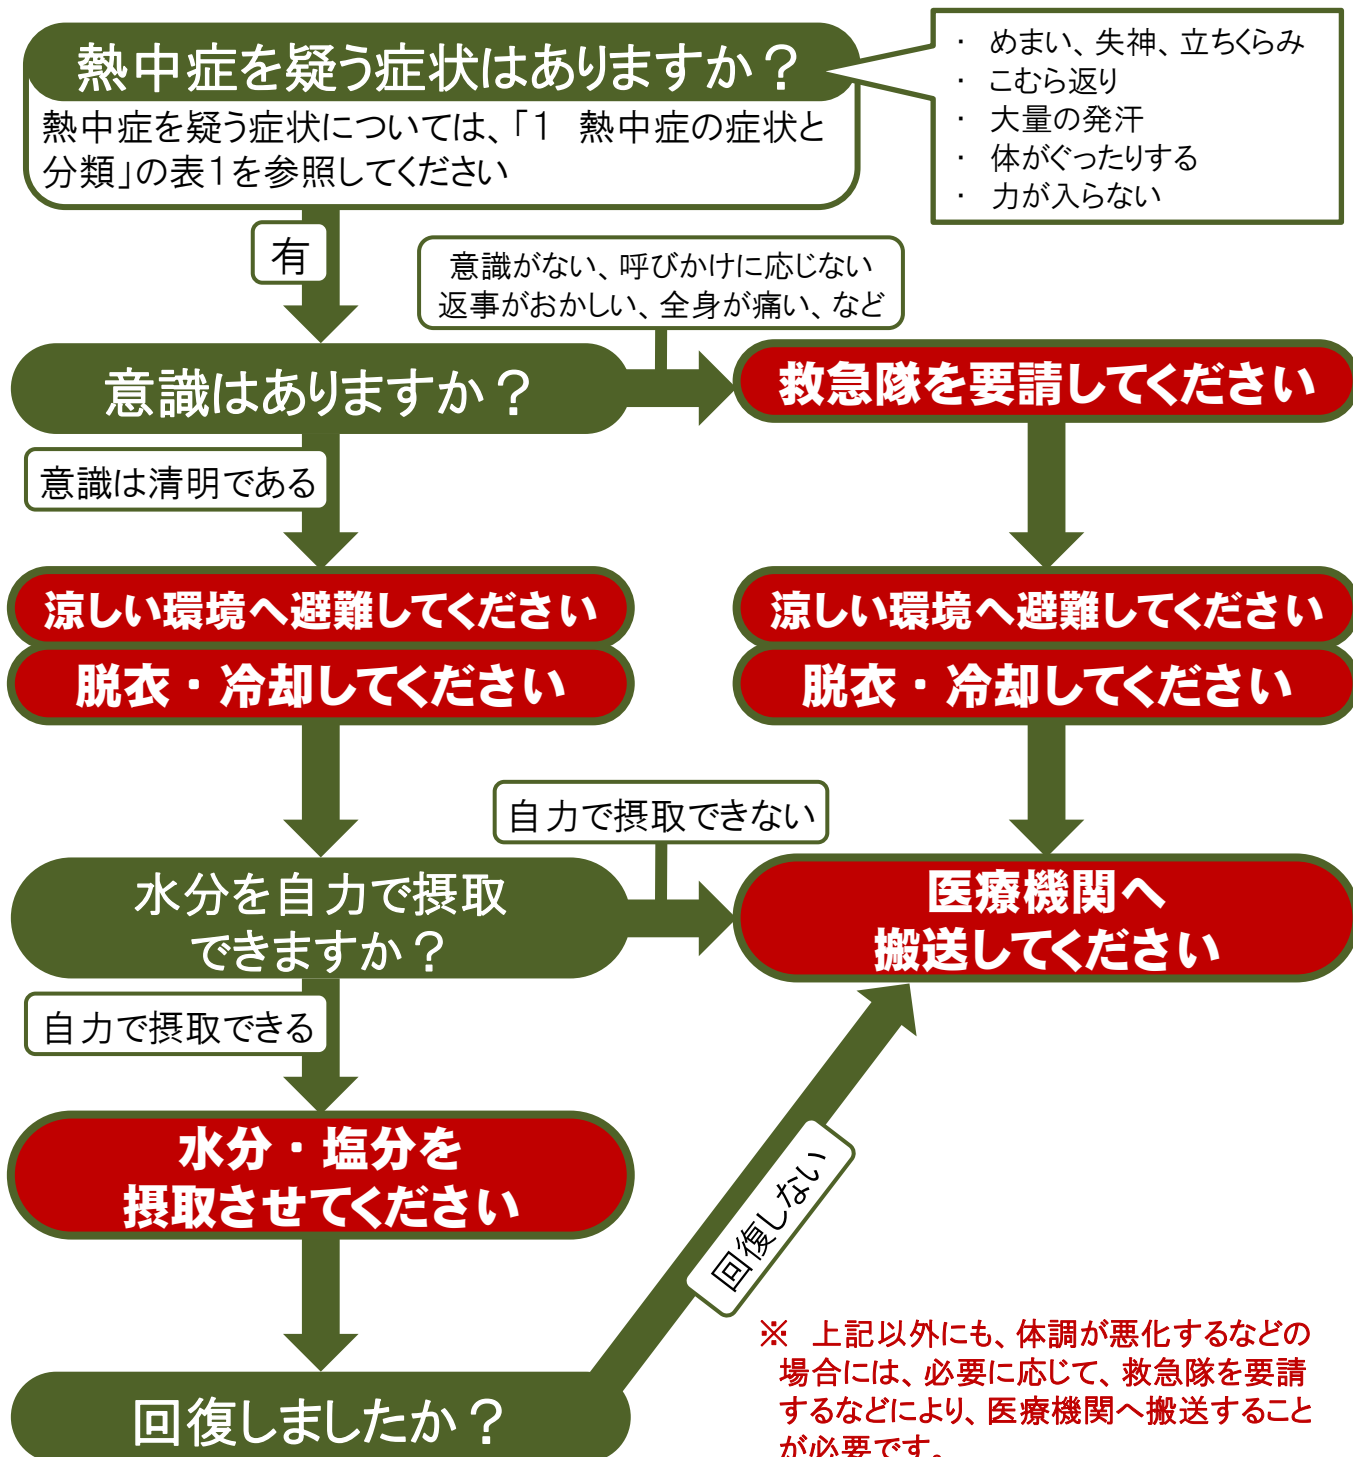 熱中症を疑う症状はありますか？
熱中症を疑う症状については、「１　熱中症の症状と
分類」の表１を参照してください
・　めまい、失神、立ちくらみ
・　こむら返り
・　大量の発汗
・　体がぐったりする
・　力が入らない
有
意識がない、呼びかけに応じない
返事がおかしい、全身が痛い、など
意識はありますか？
救急隊を要請してください
意識は清明である
涼しい環境へ避難してください
脱衣・冷却してください
涼しい環境へ避難してください
脱衣・冷却してください
自力で摂取できない
水分を自力で摂取
できますか？
医療機関へ
搬送してください
自力で摂取できる
水分・塩分を
摂取させてください
回復しない
回復しましたか？
※　上記以外にも、体調が悪化するなどの
場合には、必要に応じて、救急隊を要請
するなどにより、医療機関へ搬送すること
が必要です。